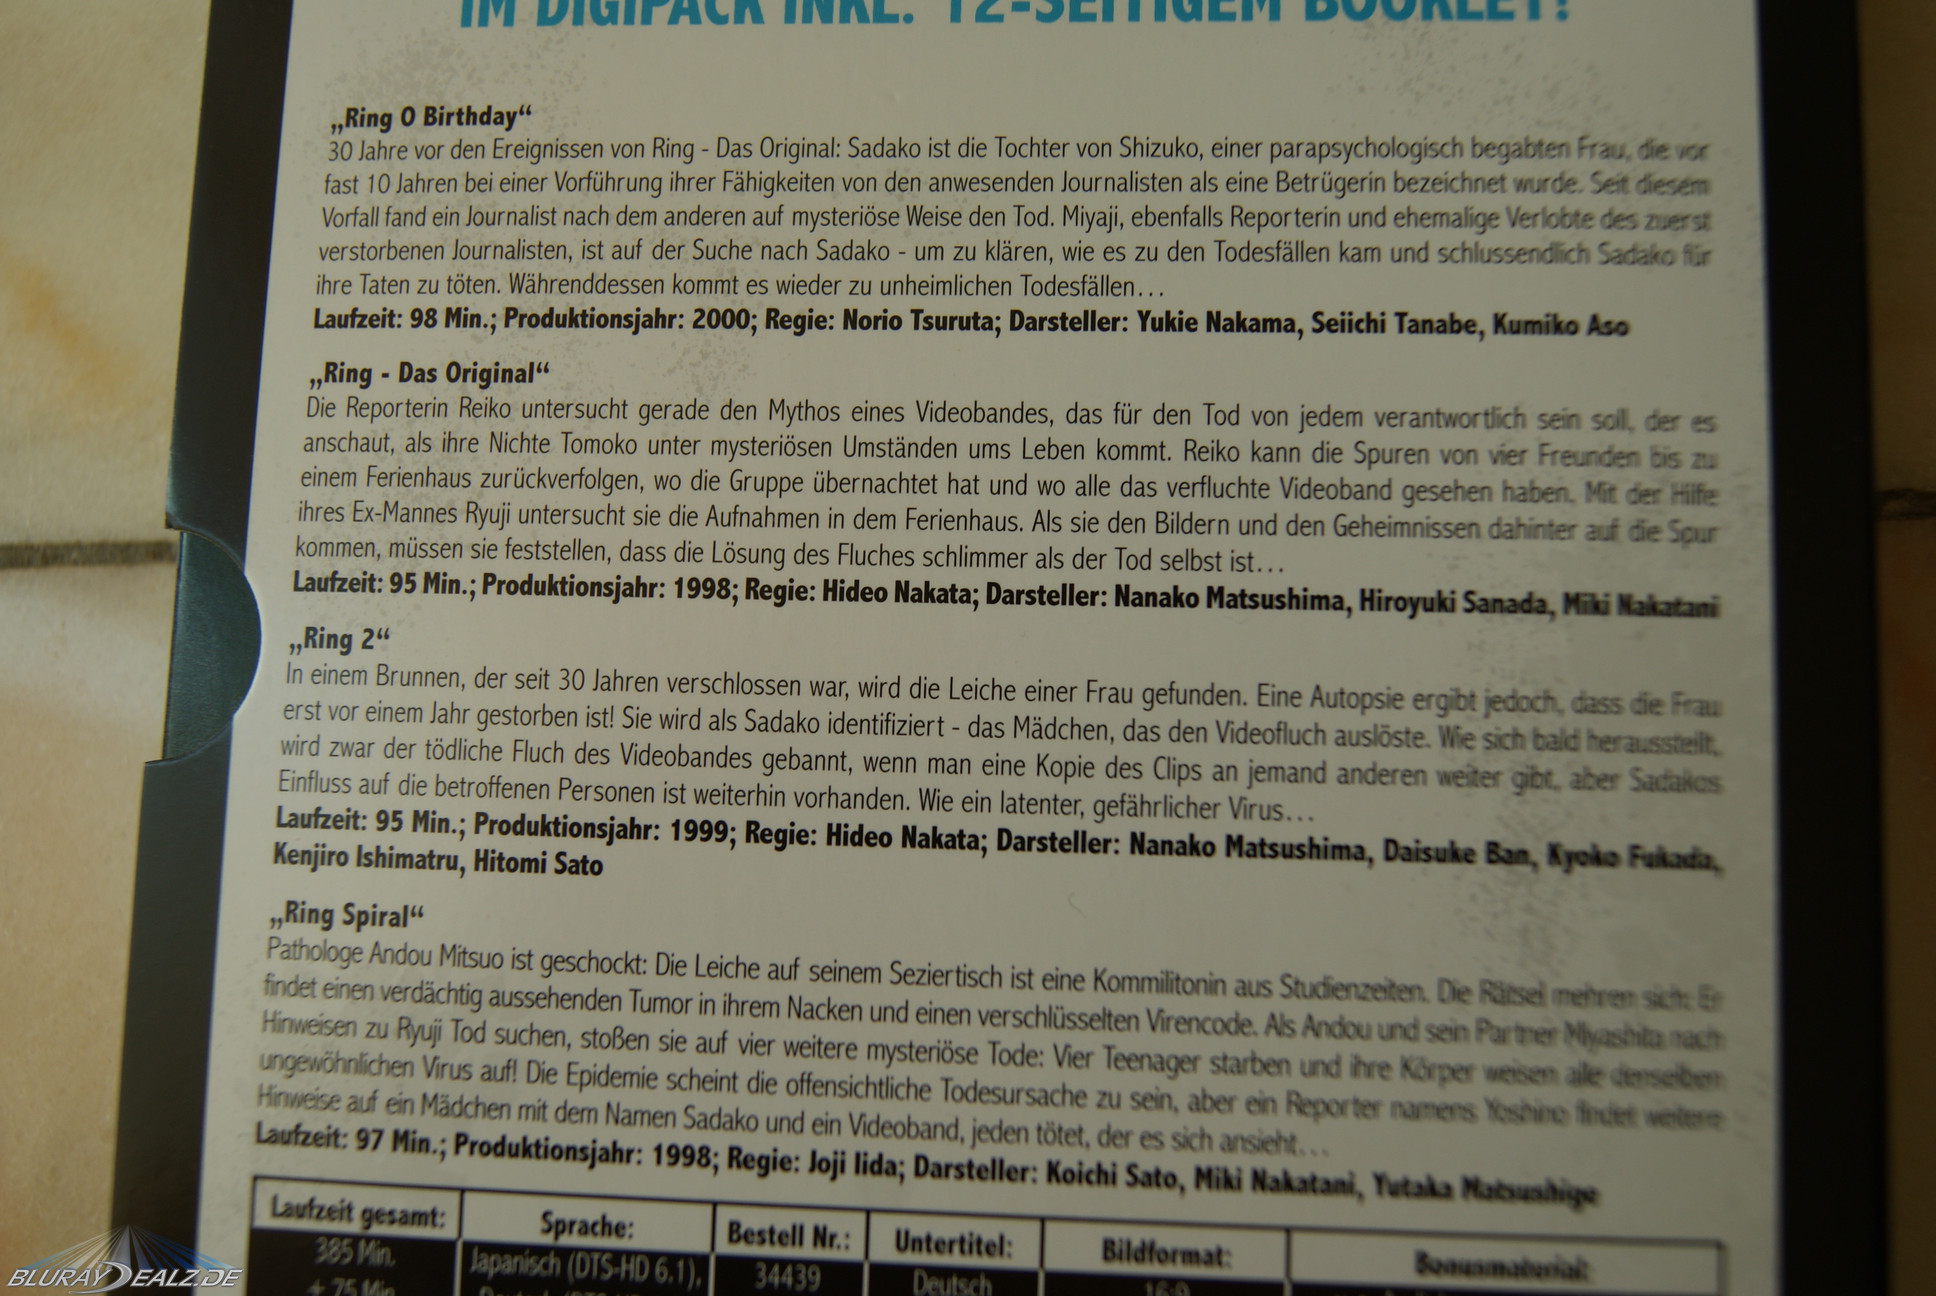 IM DIGIPACK INKL. 12-SEITIGEM BOOKLET!
„Ring 0 Birthday“
30 Jahre vor den Ereignissen von Ring - Das Original: Sadako ist die Tochter von Shizuko, einer parapsychologisch begabten Frau, die vor
fast 10 Jahren bei einer Vorführung ihrer Fähigkeiten von den anwesenden Journalisten als eine Betrügerin bezeichnet wurde. Seit diesem
Vorfall fand ein Journalist nach dem anderen auf mysteriöse Weise den Tod. Miyaji, ebenfalls Reporterin und ehemalige Verlobte des zuerst
verstorbenen Journalisten, ist auf der Suche nach Sadako - um zu klären, wie es zu den Todesfällen kam und schlussendlich Sadako für
ihre Taten zu töten. Währenddessen kommt es wieder zu unheimlichen Todesfällen…
Laufzeit: 98 Min.; Produktionsjahr: 2000; Regie: Norio Tsuruta; Darsteller: Yukie Nakama, Seiichi Tanabe, Kumiko Aso
„Ring - Das Original“
Die Reporterin Reiko untersucht gerade den Mythos eines Videobandes, das für den Tod von jedem verantwortlich sein soll, der es
anschaut, als ihre Nichte Tomoko unter mysteriösen Umständen ums Leben kommt. Reiko kann die Spuren von vier Freunden bis zu
einem Ferienhaus zurückverfolgen, wo die Gruppe übernachtet hat und wo alle das verfluchte Videoband gesehen haben. Mit der Hilfe
ihres Ex-Mannes Ryuji untersucht sie die Aufnahmen in dem Ferienhaus. Als sie den Bildern und den Geheimnissen dahinter auf die Spur
kommen, müssen sie feststellen, dass die Lösung des Fluches schlimmer als der Tod selbst ist…
Laufzeit: 95 Min.; Produktionsjahr: 1998; Regie: Hideo Nakata; Darsteller: Nanako Matsushima, Hiroyuki Sanada, Miki Nakatani
„Ring 2“
In einem Brunnen, der seit 30 Jahren verschlossen war, wird die Leiche einer Frau gefunden. Eine Autopsie ergibt jedoch, dass die Frau
erst vor einem Jahr gestorben ist! Sie wird als Sadako identifiziert - das Mädchen, das den Videofluch auslöste. Wie sich bald herausstellt,
wird zwar der tödliche Fluch des Videobandes gebannt, wenn man eine Kopie des Clips an jemand anderen weiter gibt, aber Sadakos
Einfluss auf die betroffenen Personen ist weiterhin vorhanden. Wie ein latenter, gefährlicher Virus…
Laufzeit: 95 Min.; Produktionsjahr: 1999; Regie: Hideo Nakata; Darsteller: Nanako Matsushima, Daisuke Ban, Kyoko Fukada,
Kenjiro Ishimatru, Hitomi Sato
„Ring Spiral“
Pathologe Andou Mitsuo ist geschockt: Die Leiche auf seinem Seziertisch ist eine Kommilitonin aus Studienzeiten. Die Rätsel mehren sich: Er
findet einen verdächtig aussehenden Tumor in ihrem Nacken und einen verschlüsselten Virencode. Als Andou und sein Partner Miyashita nach
Hinweisen zu Ryuji Tod suchen, stoßen sie auf vier weitere mysteriöse Tode: Vier Teenager starben und ihre Körper weisen alle denselben
ungewöhnlichen Virus auf! Die Epidemie scheint die offensichtliche Todesursache zu sein, aber ein Reporter namens Yoshino findet weitere
Hinweise auf ein Mädchen mit dem Namen Sadako und ein Videoband, jeden tötet, der es sich ansieht…
Laufzeit: 97 Min.; Produktionsjahr: 1998; Regie: Joji Iida; Darsteller: Koichi Sato, Miki Nakatani, Yutaka Matsushige
Laufzeit gesamt: Sprache: Bestell Nr.: Untertitel: Bildformat: Bonusmaterial:
385 Min. Japanisch (DTS-HD 6.1), 34439 Deutsch 16:9
+ 75 Min.
BLURAYDEALZ.DE